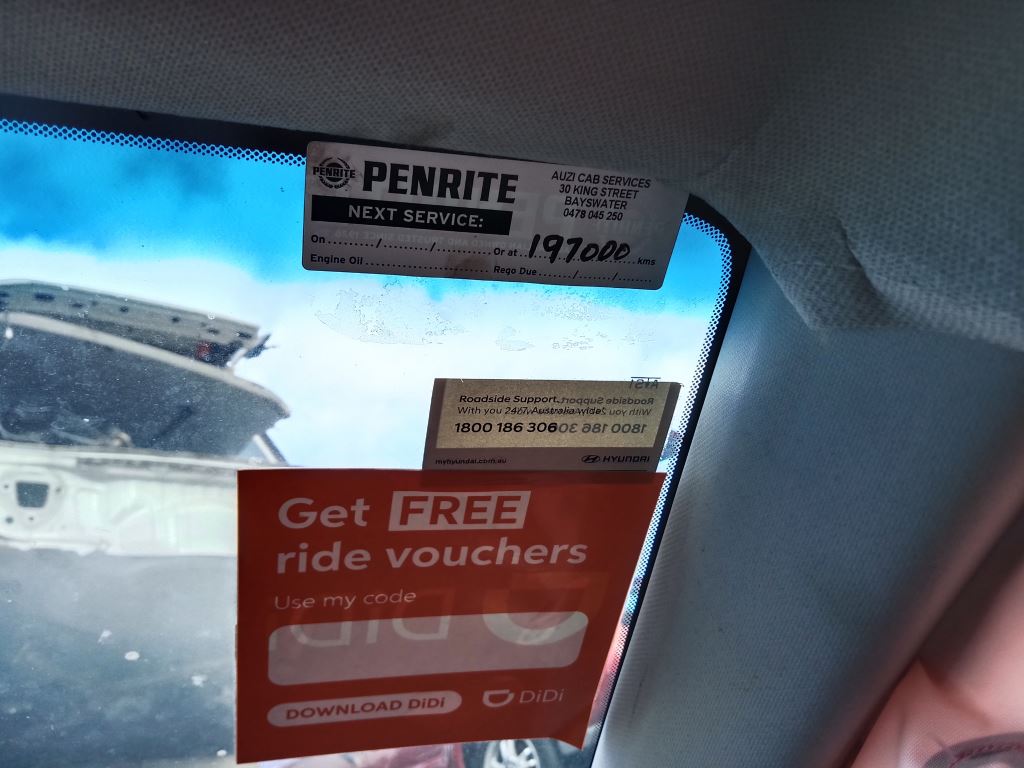 PENRITE
PENRITE
AUZI CAB SERVICES
30 KING STREET
BAYSWATER
0478 045 250
NEXT SERVICE:
On ........../........../.......... Or at 197000 kms
Engine Oil .............................. Rego Due ......./......./.......
Roadside Support.
With you 24/7, Australia wide.
1800 186 306
myhyundai.com.au
HYUNDAI
Get FREE
ride vouchers
Use my code
DOWNLOAD DiDi
DiDi